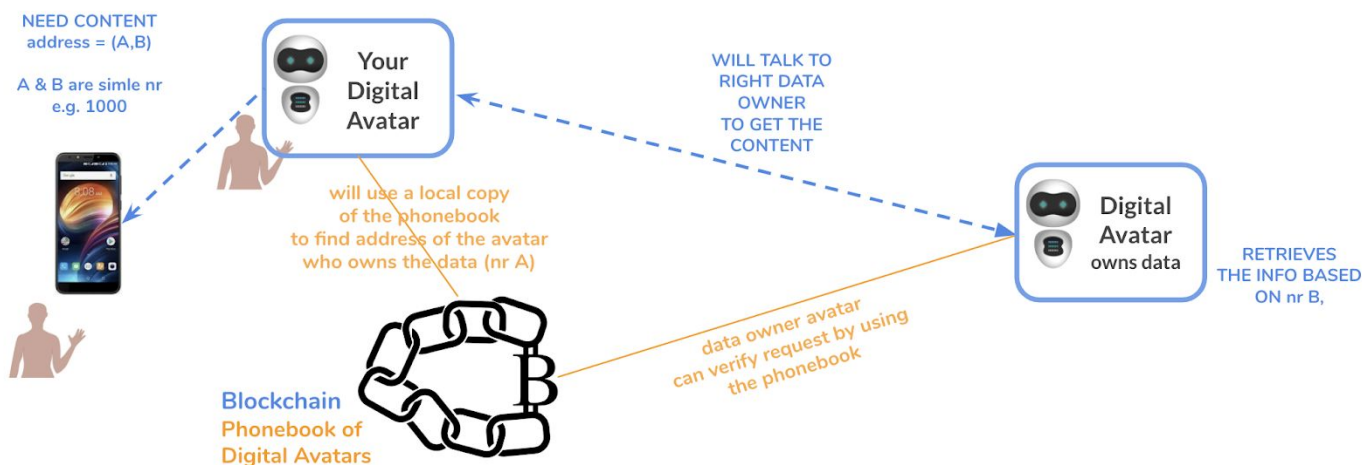 NEED CONTENT
address = (A,B)
A & B are simle nr
e.g. 1000
Your
Digital
Avatar
WILL TALK TO
RIGHT DATA
OWNER
TO GET THE
CONTENT
will use a local copy
of the phonebook
to find address of the avatar
who owns the data (nr A)
Digital
Avatar
owns data
RETRIEVES
THE INFO BASED
ON nr B,
data owner avatar
can verify request by using
the phonebook
B
Blockchain
Phonebook of
Digital Avatars